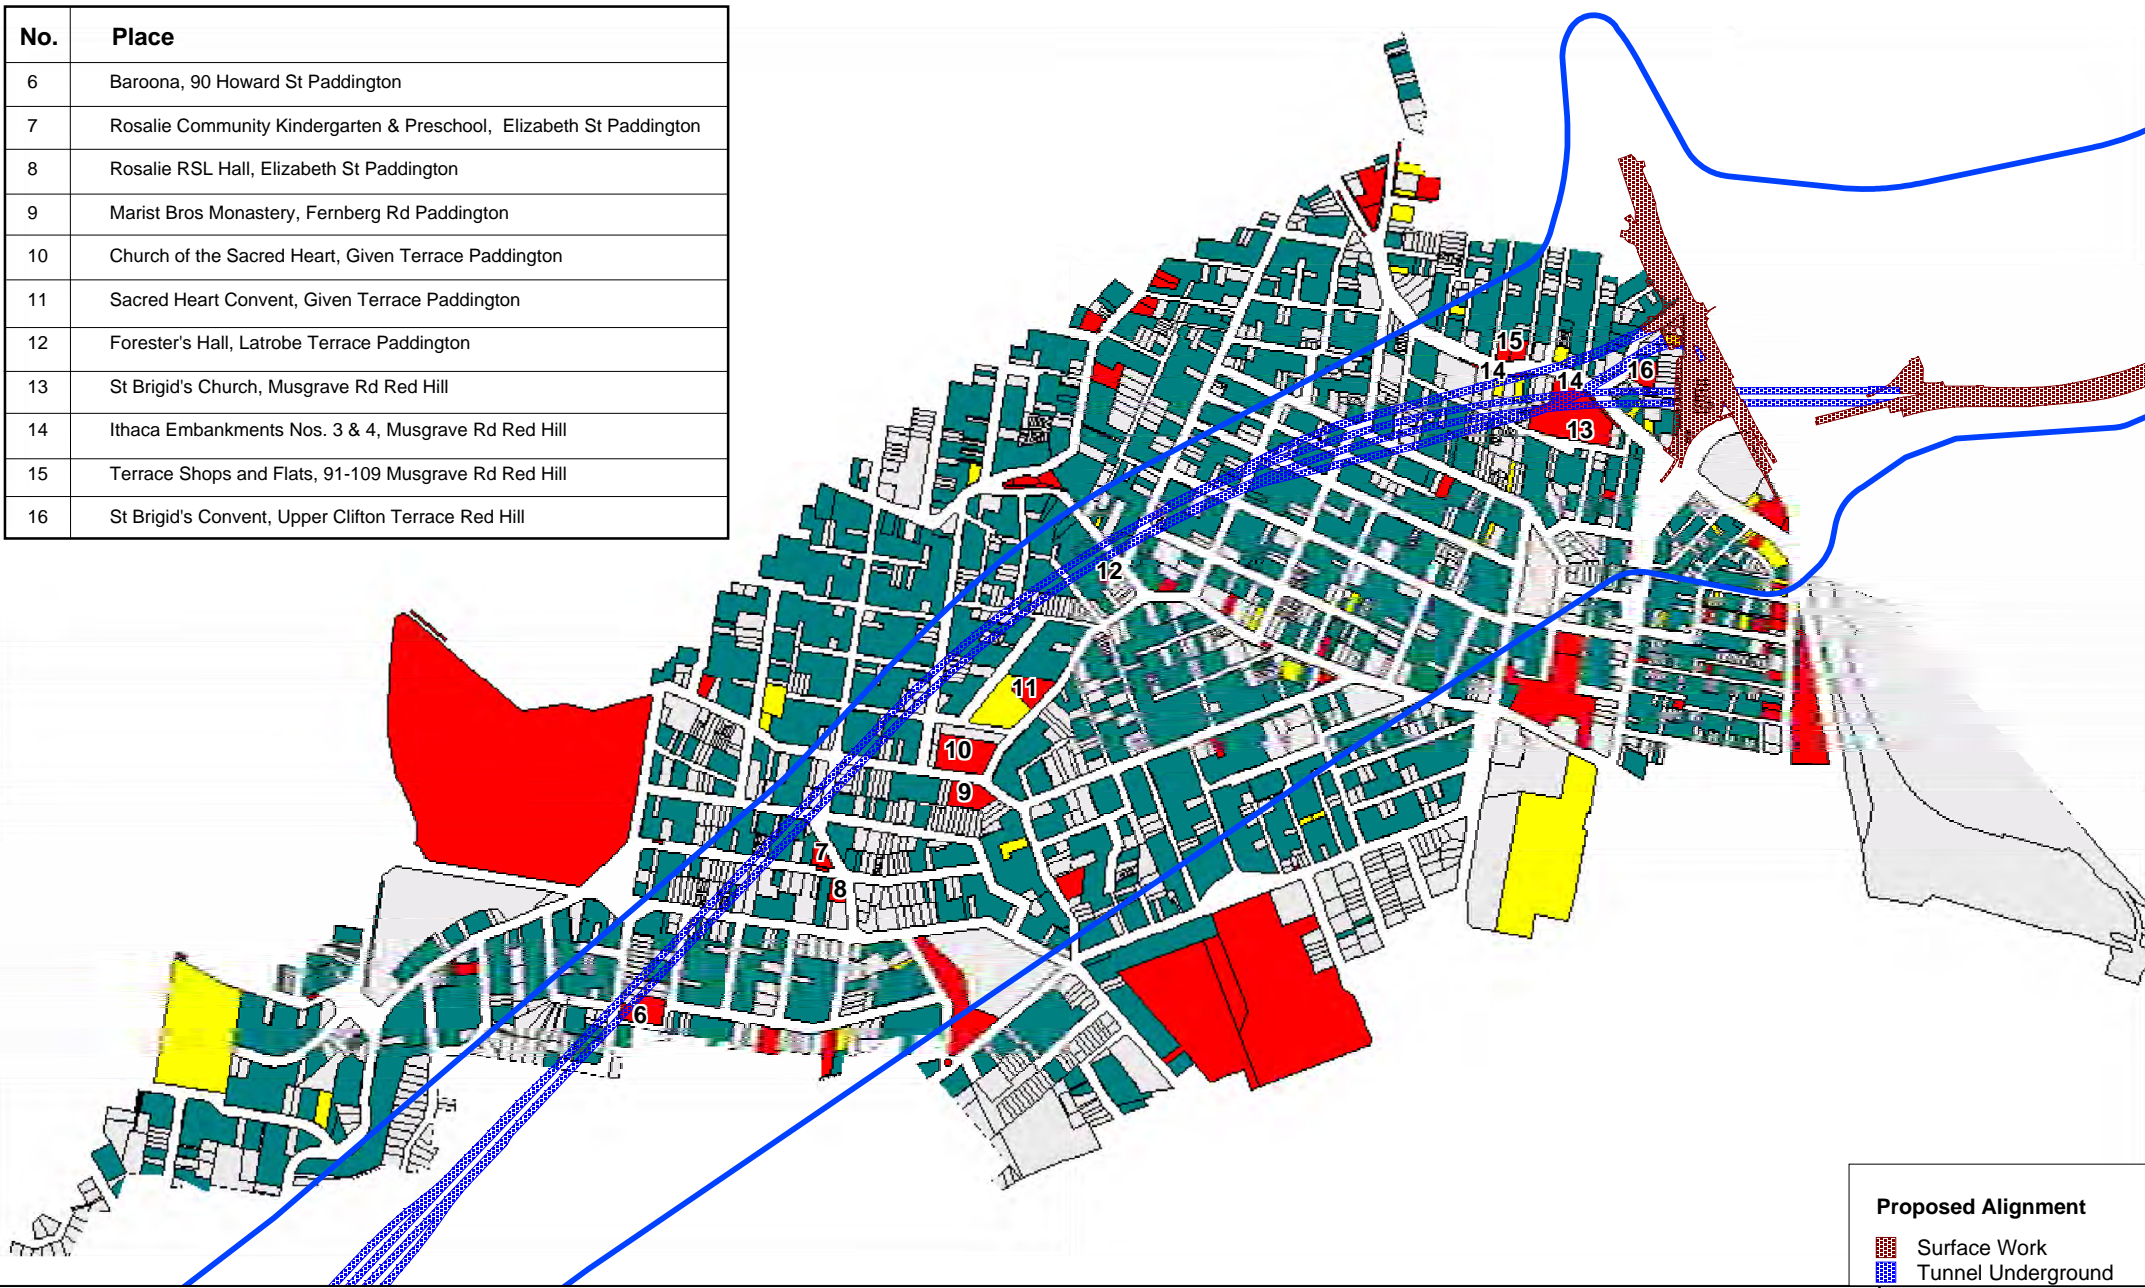 No. Place
6 Baroona, 90 Howard St Paddington
7 Rosalie Community Kindergarten & Preschool, Elizabeth St Paddington
8 Rosalie RSL Hall, Elizabeth St Paddington
9 Marist Bros Monastery, Fernberg Rd Paddington
10 Church of the Sacred Heart, Given Terrace Paddington
11 Sacred Heart Convent, Given Terrace Paddington
12 Forester's Hall, Latrobe Terrace Paddington
13 St Brigid's Church, Musgrave Rd Red Hill
14 Ithaca Embankments Nos. 3 & 4, Musgrave Rd Red Hill
15 Terrace Shops and Flats, 91-109 Musgrave Rd Red Hill
16 St Brigid's Convent, Upper Clifton Terrace Red Hill
15
14
14
16
13
12
11
10
9
7
8
6
Proposed Alignment
Surface Work
Tunnel Underground